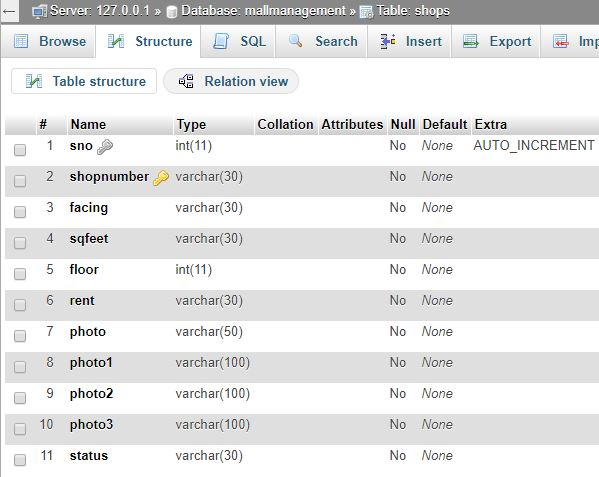 ← Server: 127.0.0.1 » Database: mallmanagement » Table: shops
Browse Structure SQL Search Insert Export
Table structure Relation view
# Name Type Collation Attributes Null Default Extra
1 sno int(11) No None AUTO_INCREMENT
2 shopnumber varchar(30) No None
3 facing varchar(30) No None
4 sqfeet varchar(30) No None
5 floor int(11) No None
6 rent varchar(30) No None
7 photo varchar(50) No None
8 photo1 varchar(100) No None
9 photo2 varchar(100) No None
10 photo3 varchar(100) No None
11 status varchar(30) No None